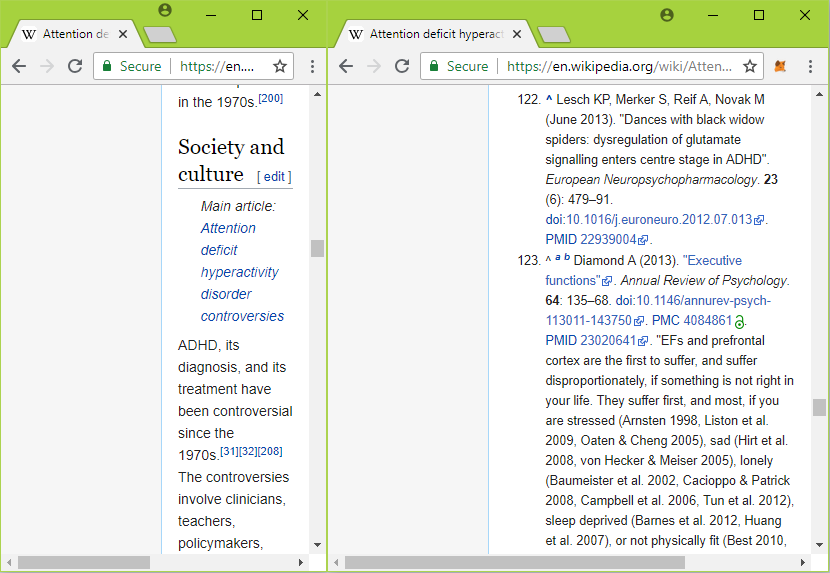 Attention de
Secure
https://en....
in the 1970s.[200]
Society and
culture [ edit ]
Main article:
Attention
deficit
hyperactivity
disorder
controversies
ADHD, its
diagnosis, and its
treatment have
been controversial
since the
1970s.[31][32][208]
The controversies
involve clinicians,
teachers,
policymakers,
Attention deficit hyperact
Secure
https://en.wikipedia.org/wiki/Atten...
122. ^ Lesch KP, Merker S, Reif A, Novak M
(June 2013). "Dances with black widow
spiders: dysregulation of glutamate
signalling enters centre stage in ADHD".
European Neuropsychopharmacology. 23
(6): 479–91.
doi:10.1016/j.euroneuro.2012.07.013.
PMID 22939004.
123. ^ a b Diamond A (2013). "Executive
functions". Annual Review of Psychology.
64: 135–68. doi:10.1146/annurev-psych-
113011-143750. PMC 4084861.
PMID 23020641. "EFs and prefrontal
cortex are the first to suffer, and suffer
disproportionately, if something is not right in
your life. They suffer first, and most, if you
are stressed (Arnsten 1998, Liston et al.
2009, Oaten & Cheng 2005), sad (Hirt et al.
2008, von Hecker & Meiser 2005), lonely
(Baumeister et al. 2002, Cacioppo & Patrick
2008, Campbell et al. 2006, Tun et al. 2012),
sleep deprived (Barnes et al. 2012, Huang
et al. 2007), or not physically fit (Best 2010,